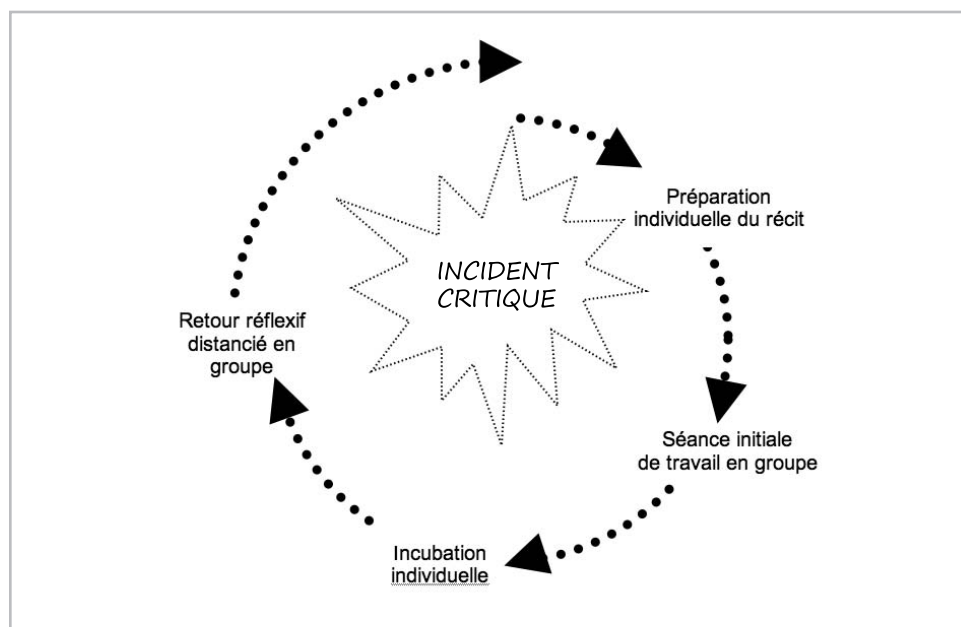 INCIDENT
CRITIQUE
Préparation
individuelle du récit
Séance initiale
de travail en groupe
Incubation
individuelle
Retour réflexif
distancié en
groupe